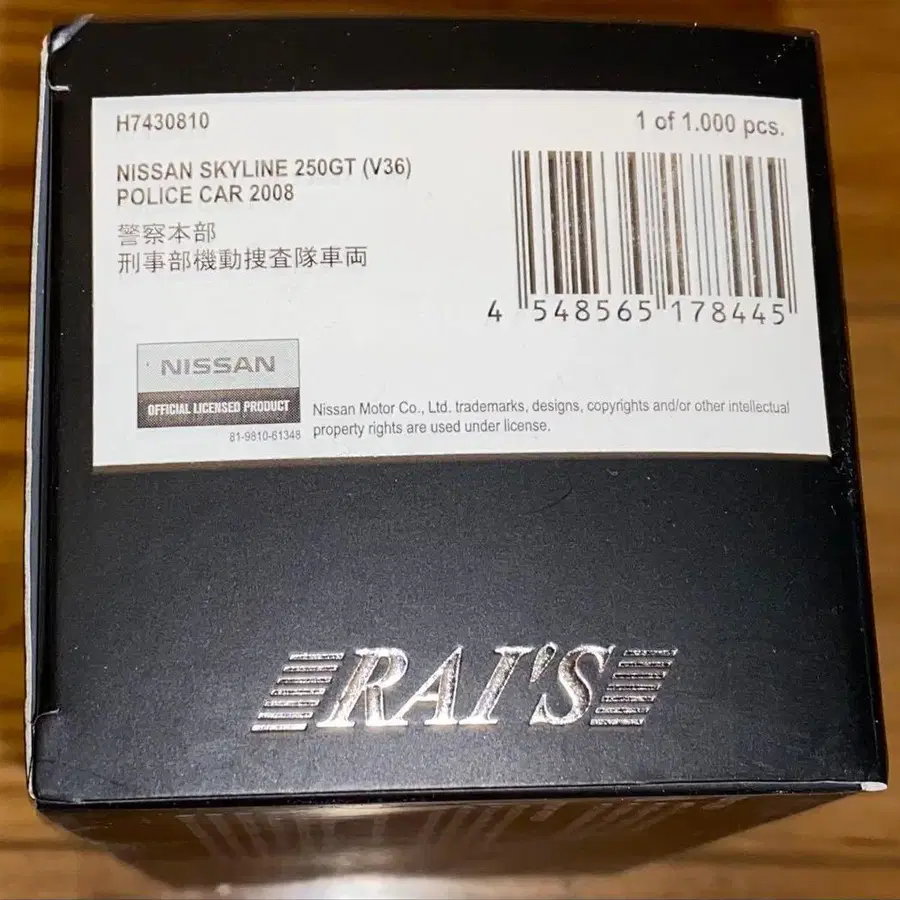 H7430810
1 of 1.000 pcs.
NISSAN SKYLINE 250GT (V36)
POLICE CAR 2008
警察本部
刑事部機動捜査隊車両
4 548565 178445
NISSAN
OFFICIAL LICENSED PRODUCT
81-9810-61348
Nissan Motor Co., Ltd. trademarks, designs, copyrights and/or other intellectual
property rights are used under license.
RAI'S